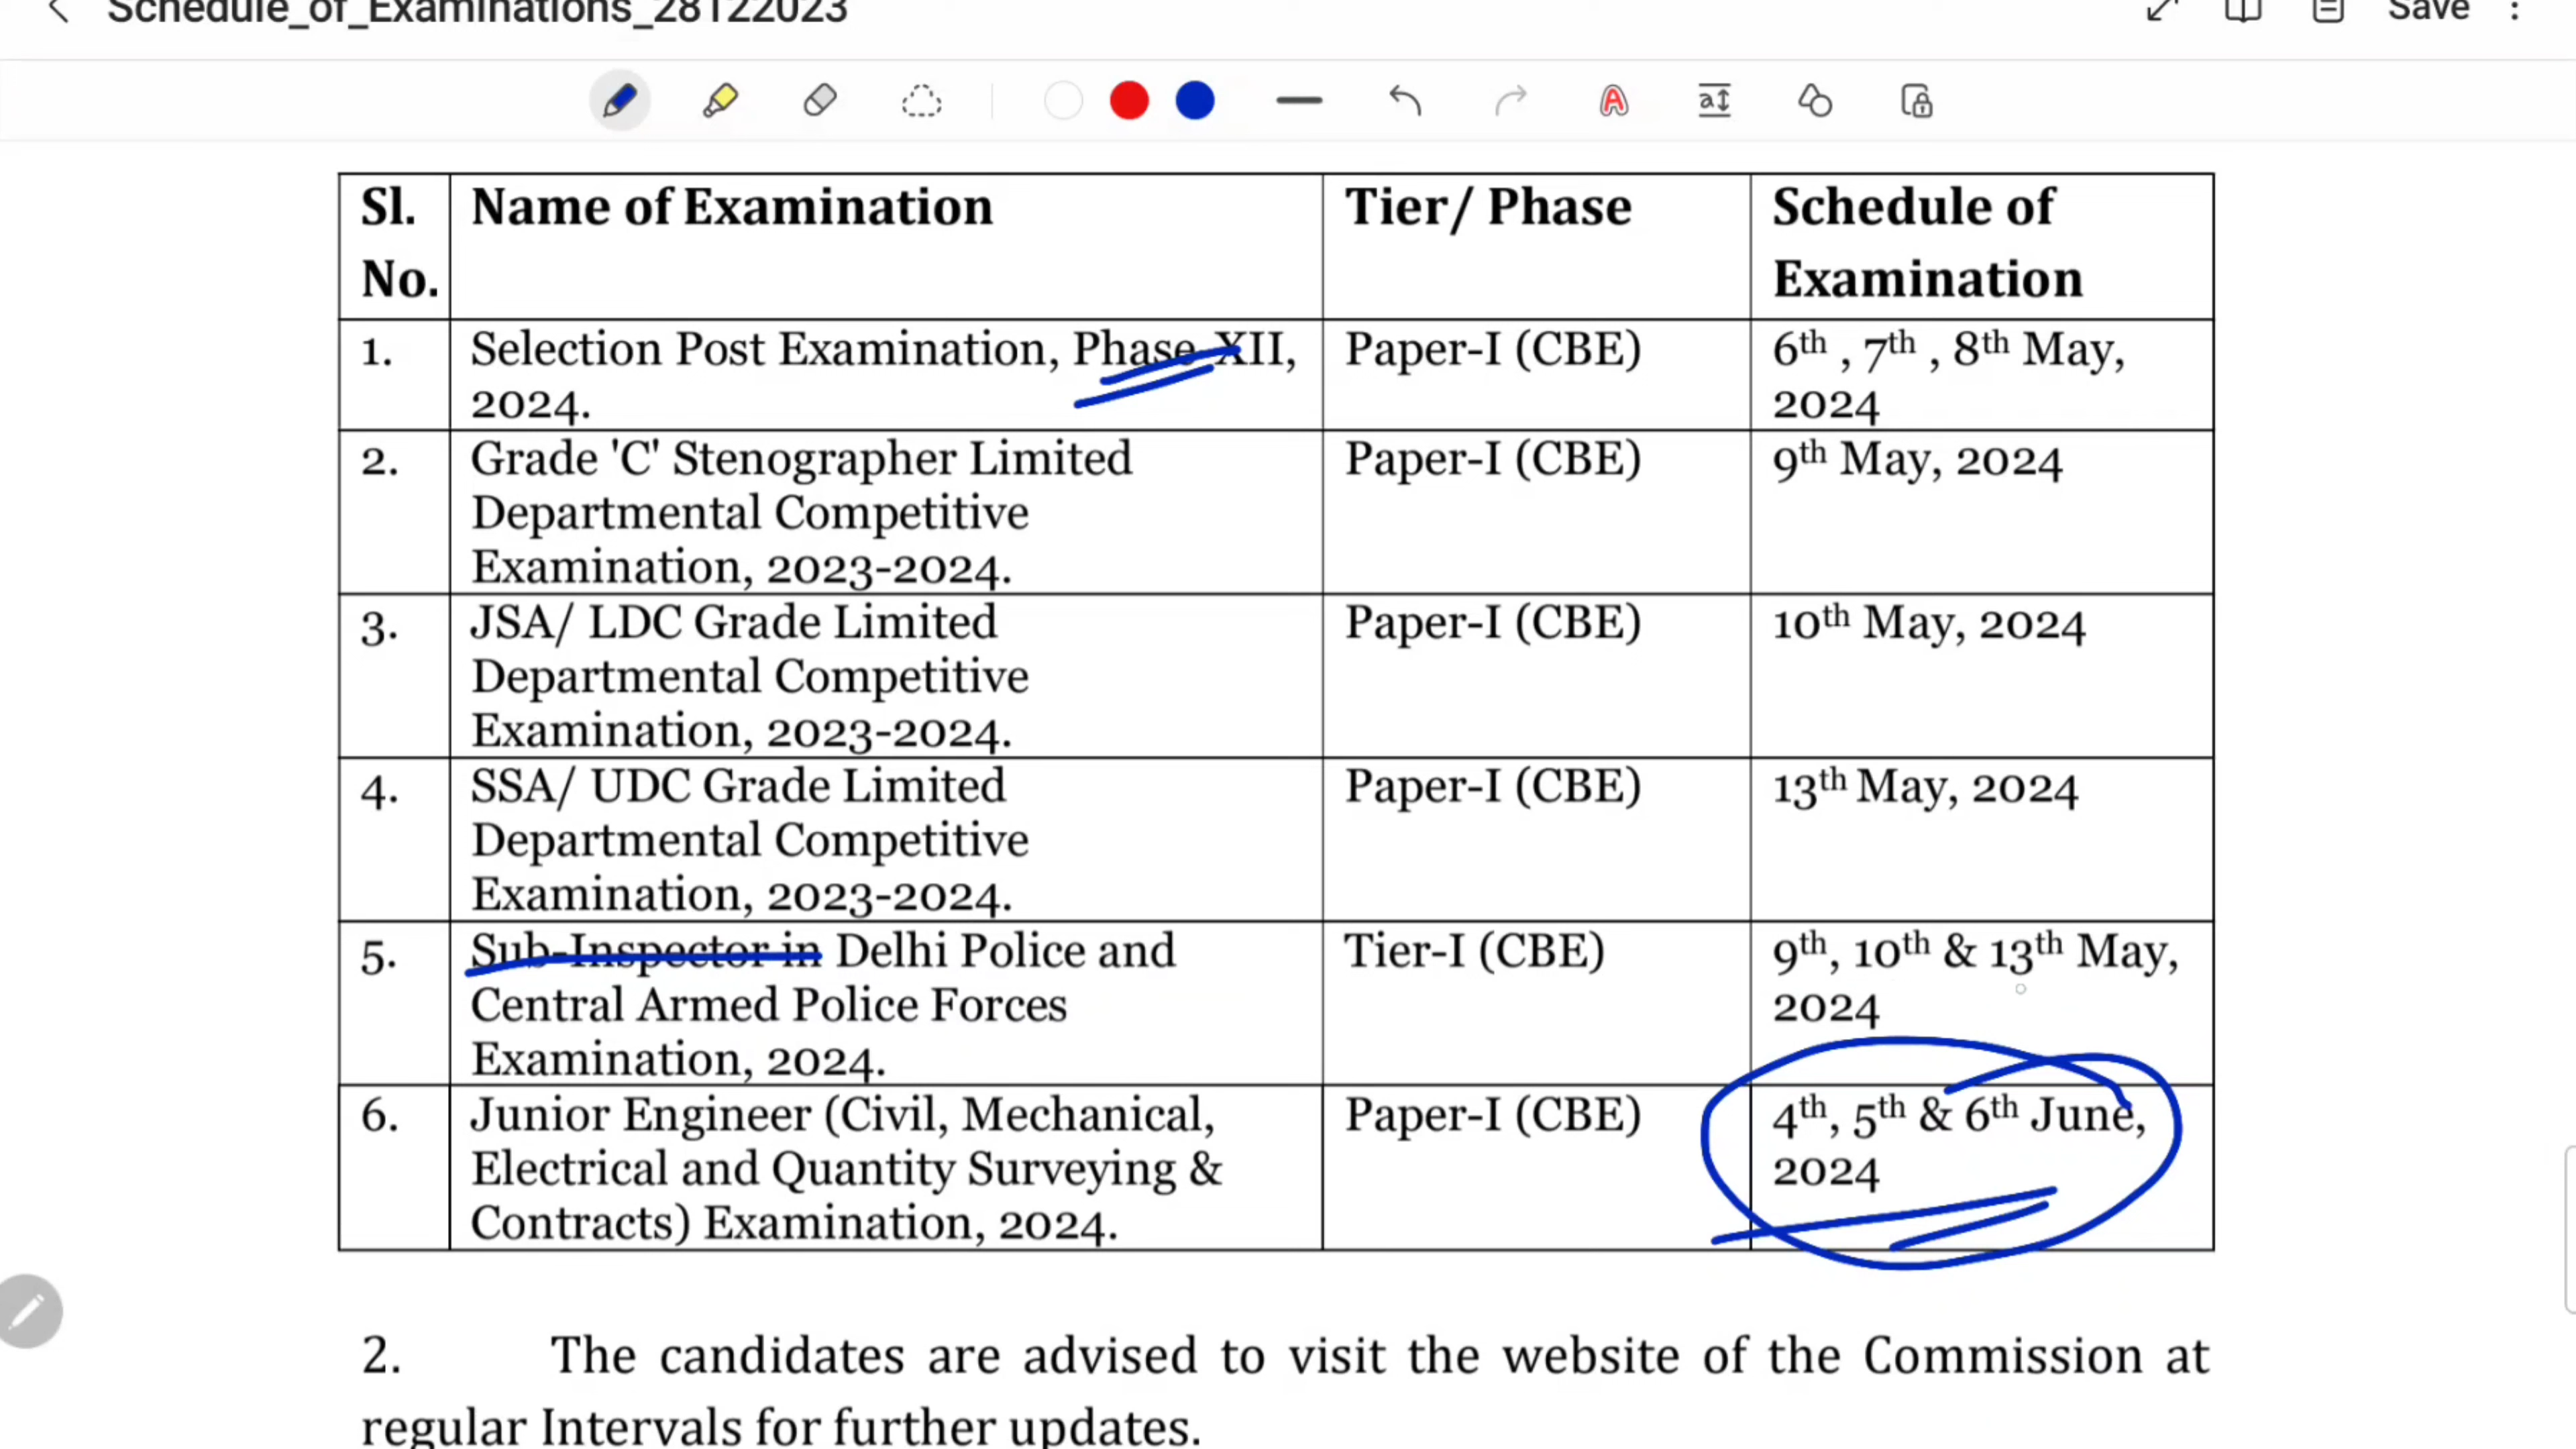 Schedule_of_Examinations_28122023 Save
Sl. Name of Examination Tier/ Phase Schedule of
No. Examination
1. Selection Post Examination, Phase-XII, Paper-I (CBE) 6th , 7th , 8th May,
2024. 2024
2. Grade 'C' Stenographer Limited Paper-I (CBE) 9th May, 2024
Departmental Competitive
Examination, 2023-2024.
3. JSA/ LDC Grade Limited Paper-I (CBE) 10th May, 2024
Departmental Competitive
Examination, 2023-2024.
4. SSA/ UDC Grade Limited Paper-I (CBE) 13th May, 2024
Departmental Competitive
Examination, 2023-2024.
5. Sub-Inspector in Delhi Police and Tier-I (CBE) 9th, 10th & 13th May,
Central Armed Police Forces 2024
Examination, 2024.
6. Junior Engineer (Civil, Mechanical, Paper-I (CBE) 4th, 5th & 6th June,
Electrical and Quantity Surveying & 2024
Contracts) Examination, 2024.
2. The candidates are advised to visit the website of the Commission at
regular Intervals for further updates.